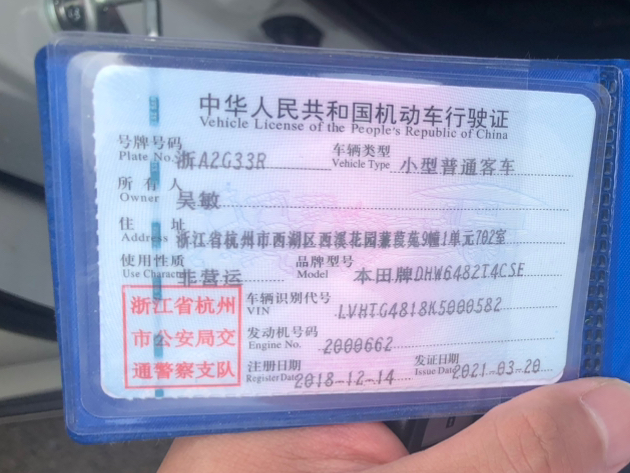 中华人民共和国机动车行驶证
Vehicle License of the People's Republic of China
号牌号码 浙A2G33R 车辆类型 小型普通客车
Plate No. Vehicle Type
所有人 吴敏
Owner
住址 浙江省杭州市西湖区西溪花园蒹葭苑9幢1单元702室
Address
使用性质 非营运 品牌型号 本田牌DHW6482T4CSE
Use Character Model
浙江省杭州
市公安局交
通警察支队
车辆识别代号 LVHTG4818K5000582
VIN
发动机号码 2000662
Engine No.
注册日期 2018-12-14 发证日期 2021-03-20
Register Date Issue Date